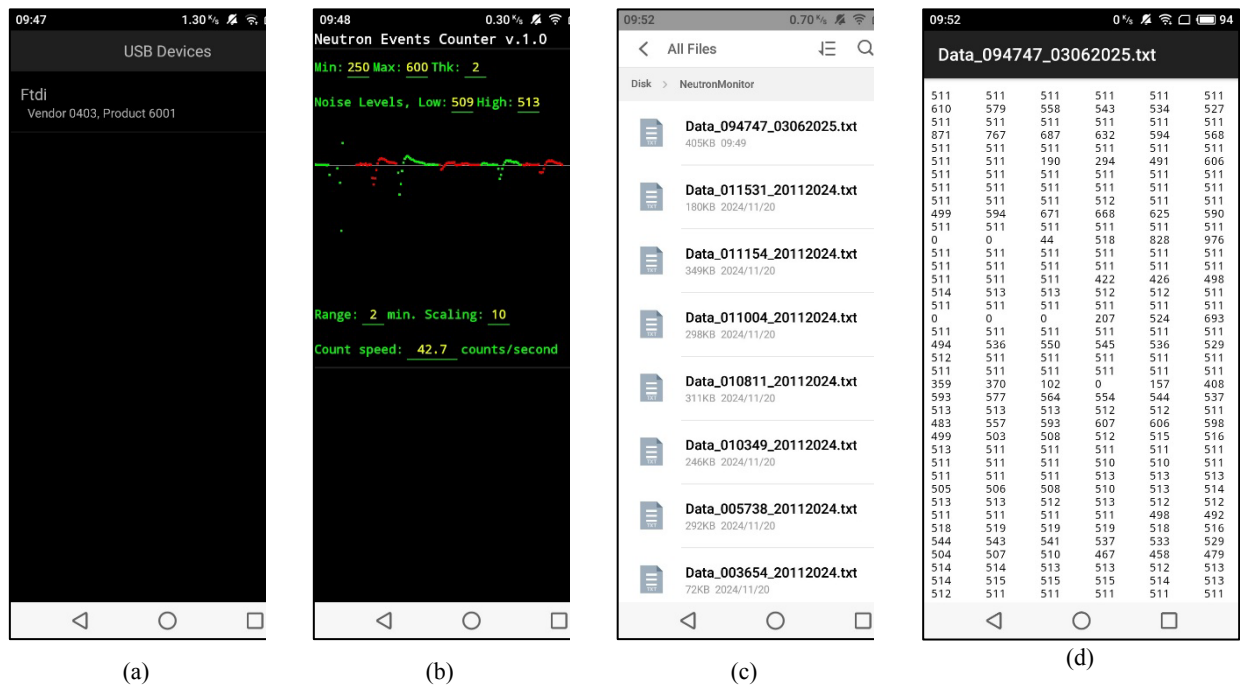 09:47 1.30 K/s
USB Devices
Ftdi
Vendor 0403, Product 6001
(a)
09:48 0.30 K/s
Neutron Events Counter v.1.0
Min: 250 Max: 600 Thk: 2
Noise Levels, Low: 509 High: 513
Range: 2 min. Scaling: 10
Count speed: 42.7 counts/second
(b)
09:52 0.70 K/s
All Files
Disk > NeutronMonitor
Data_094747_03062025.txt
405KB 09:49
Data_011531_20112024.txt
180KB 2024/11/20
Data_011154_20112024.txt
349KB 2024/11/20
Data_011004_20112024.txt
298KB 2024/11/20
Data_010811_20112024.txt
311KB 2024/11/20
Data_010349_20112024.txt
246KB 2024/11/20
Data_005738_20112024.txt
292KB 2024/11/20
Data_003654_20112024.txt
72KB 2024/11/20
TXT
TXT
TXT
TXT
TXT
TXT
TXT
TXT
(c)
09:52 0 K/s 94
Data_094747_03062025.txt
511 511 511 511 511 511
610 579 558 543 534 527
511 511 511 511 511 511
871 767 687 632 594 568
511 511 511 511 511 511
511 511 190 294 491 606
511 511 511 511 511 511
511 511 511 511 511 511
511 511 511 512 511 511
499 594 671 668 625 590
511 511 511 511 511 511
0 0 44 518 828 976
511 511 511 511 511 511
511 511 511 511 511 511
511 511 511 422 426 498
514 513 513 512 512 511
511 511 511 511 511 511
0 0 0 207 524 693
511 511 511 511 511 511
494 536 550 545 536 529
512 511 511 511 511 511
511 511 511 511 511 511
359 370 102 0 157 408
593 577 564 554 544 537
513 513 513 512 512 511
483 557 593 607 606 598
499 503 508 512 515 516
513 511 511 511 511 511
511 511 511 510 510 511
511 511 511 513 513 513
505 506 508 510 513 514
513 513 512 513 512 512
511 511 511 511 498 492
518 519 519 519 518 516
544 543 541 537 533 529
504 507 510 467 458 479
514 514 513 513 512 513
514 515 515 515 514 513
512 511 511 511 511 511
(d)